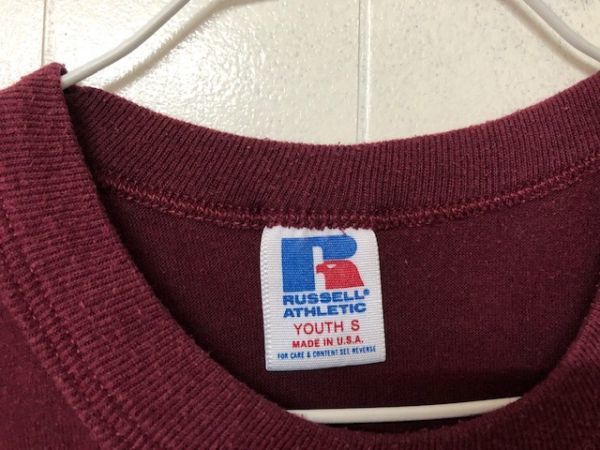 R
RUSSELL®
ATHLETIC
YOUTH S
MADE IN U.S.A.
FOR CARE & CONTENT SEE REVERSE